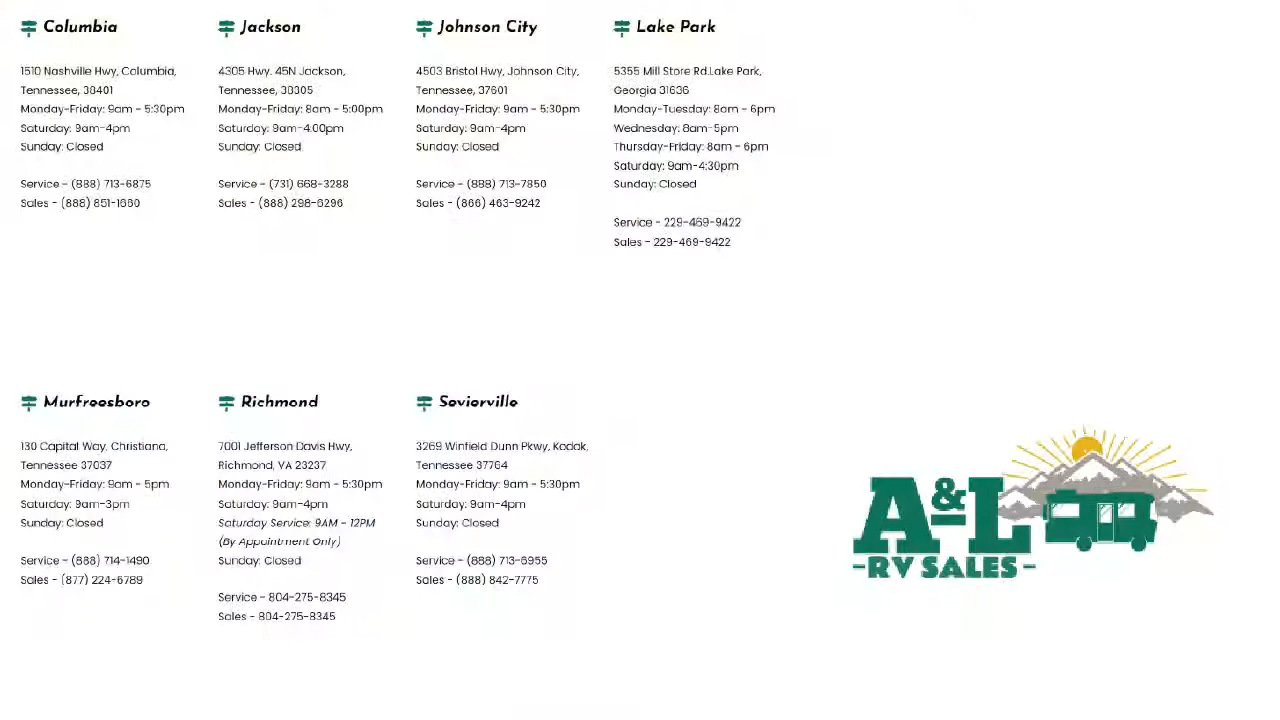 Columbia
1510 Nashville Hwy, Columbia,
Tennessee, 38401
Monday-Friday: 9am - 5:30pm
Saturday: 9am-4pm
Sunday: Closed
Service - (888) 713-6875
Sales - (888) 851-1660
Jackson
4305 Hwy. 45N Jackson,
Tennessee, 38305
Monday-Friday: 8am - 5:00pm
Saturday: 9am-4:00pm
Sunday: Closed
Service - (731) 668-3288
Sales - (888) 298-6296
Johnson City
4503 Bristol Hwy, Johnson City,
Tennessee, 37601
Monday-Friday: 9am - 5:30pm
Saturday: 9am-4pm
Sunday: Closed
Service - (888) 713-7850
Sales - (866) 463-9242
Lake Park
5355 Mill Store Rd.Lake Park,
Georgia 31636
Monday-Tuesday: 8am - 6pm
Wednesday: 8am-5pm
Thursday-Friday: 8am - 6pm
Saturday: 9am-4:30pm
Sunday: Closed
Service - 229-469-9422
Sales - 229-469-9422
Murfreesboro
130 Capital Way, Christiana,
Tennessee 37037
Monday-Friday: 9am - 5pm
Saturday: 9am-3pm
Sunday: Closed
Service - (888) 714-1490
Sales - (877) 224-6789
Richmond
7001 Jefferson Davis Hwy,
Richmond, VA 23237
Monday-Friday: 9am - 5:30pm
Saturday: 9am-4pm
Saturday Service: 9AM - 12PM
(By Appointment Only)
Sunday: Closed
Service - 804-275-8345
Sales - 804-275-8345
Sevierville
3269 Winfield Dunn Pkwy, Kodak,
Tennessee 37764
Monday-Friday: 9am - 5:30pm
Saturday: 9am-4pm
Sunday: Closed
Service - (888) 713-6955
Sales - (888) 842-7775
A&L
-RV SALES-